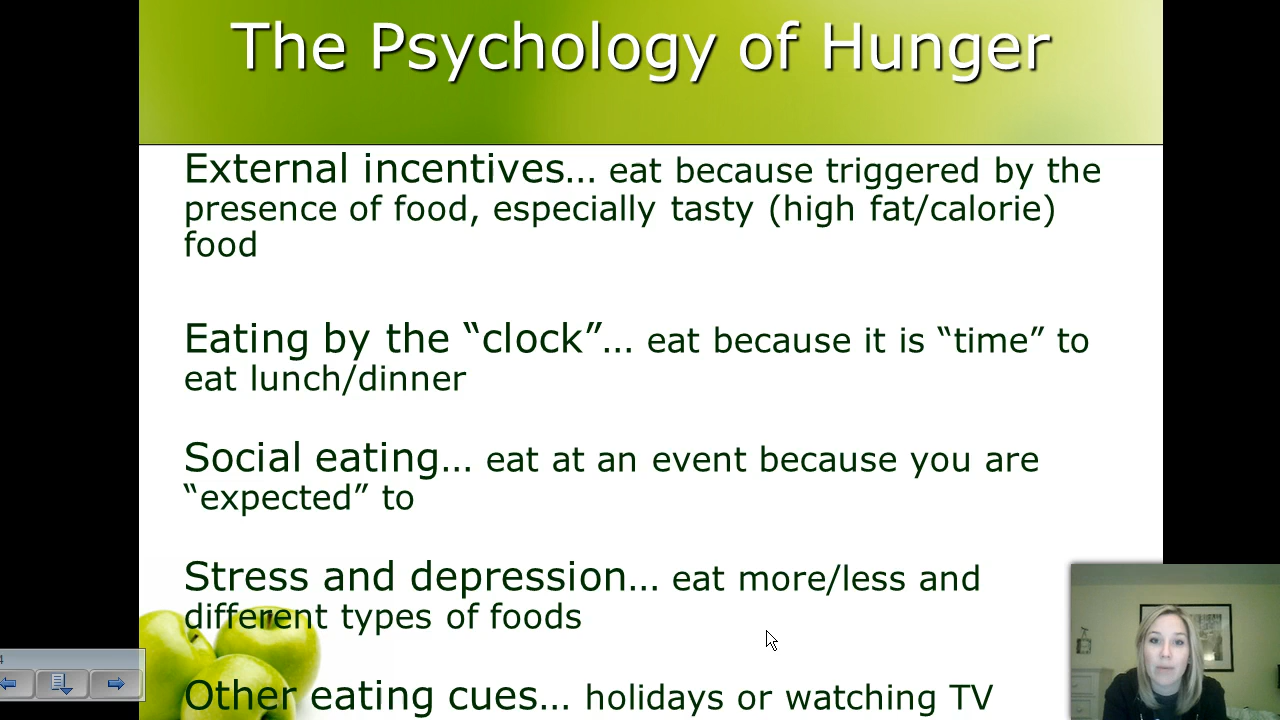 The Psychology of Hunger
External incentives... eat because triggered by the
presence of food, especially tasty (high fat/calorie)
food
Eating by the “clock”... eat because it is “time” to
eat lunch/dinner
Social eating... eat at an event because you are
“expected” to
Stress and depression... eat more/less and
different types of foods
4
Other eating cues... holidays or watching TV